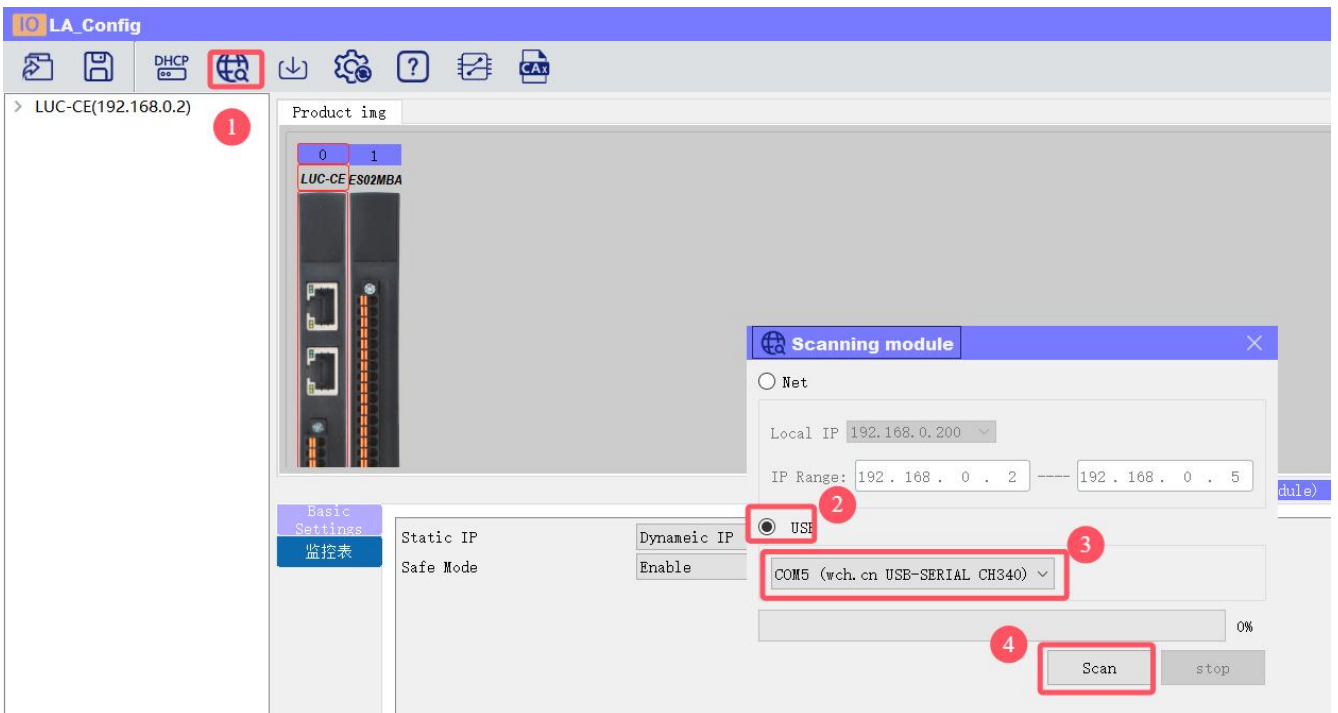 IO LA_Config
DHCP
?
CAx
LUC-CE(192.168.0.2)
1
Product img
0 1
LUC-CE ES02MBA
Scanning module
Net
Local IP 192.168.0.200
IP Range: 192.168. 0 . 2 ---- 192.168. 0 . 5
2
USB
3
COM5 (wch.cn USB-SERIAL CH340)
0%
4
Scan stop
dule)
Basic
Settings
监控表
Static IP Dynameic IP
Safe Mode Enable